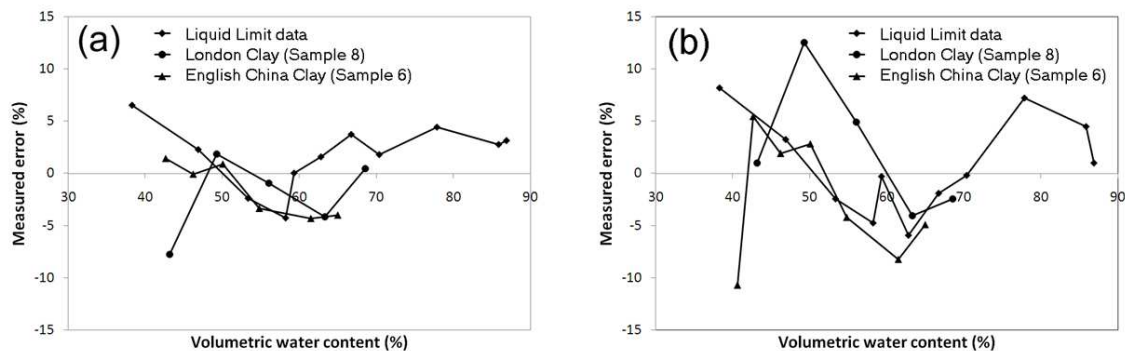 (a)
Liquid Limit data
London Clay (Sample 8)
English China Clay (Sample 6)
15
10
5
0
-5
-10
-15
30 40 50 60 70 80 90
Measured error (%)
Volumetric water content (%)
(b)
Liquid Limit data
London Clay (Sample 8)
English China Clay (Sample 6)
15
10
5
0
-5
-10
-15
30 40 50 60 70 80 90
Measured error (%)
Volumetric water content (%)